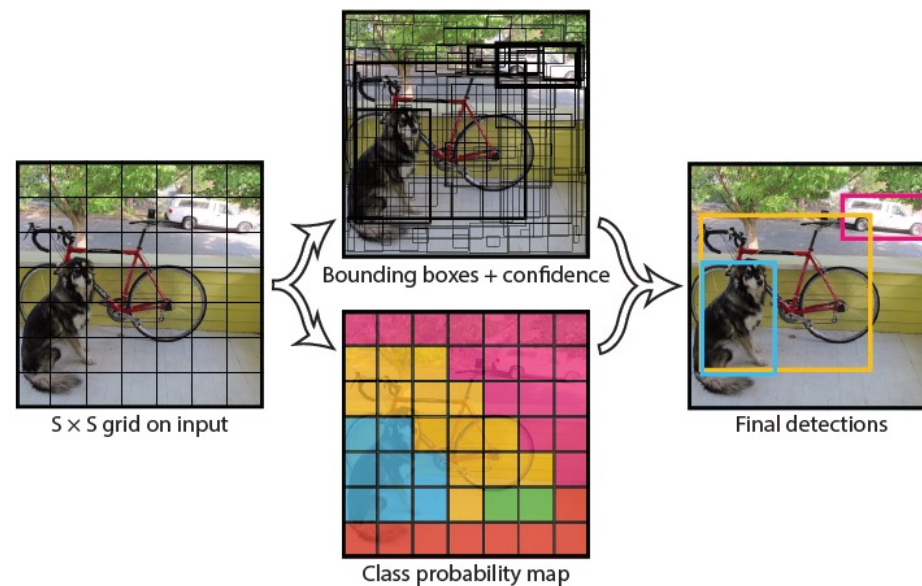 S × S grid on input
Bounding boxes + confidence
Class probability map
Final detections